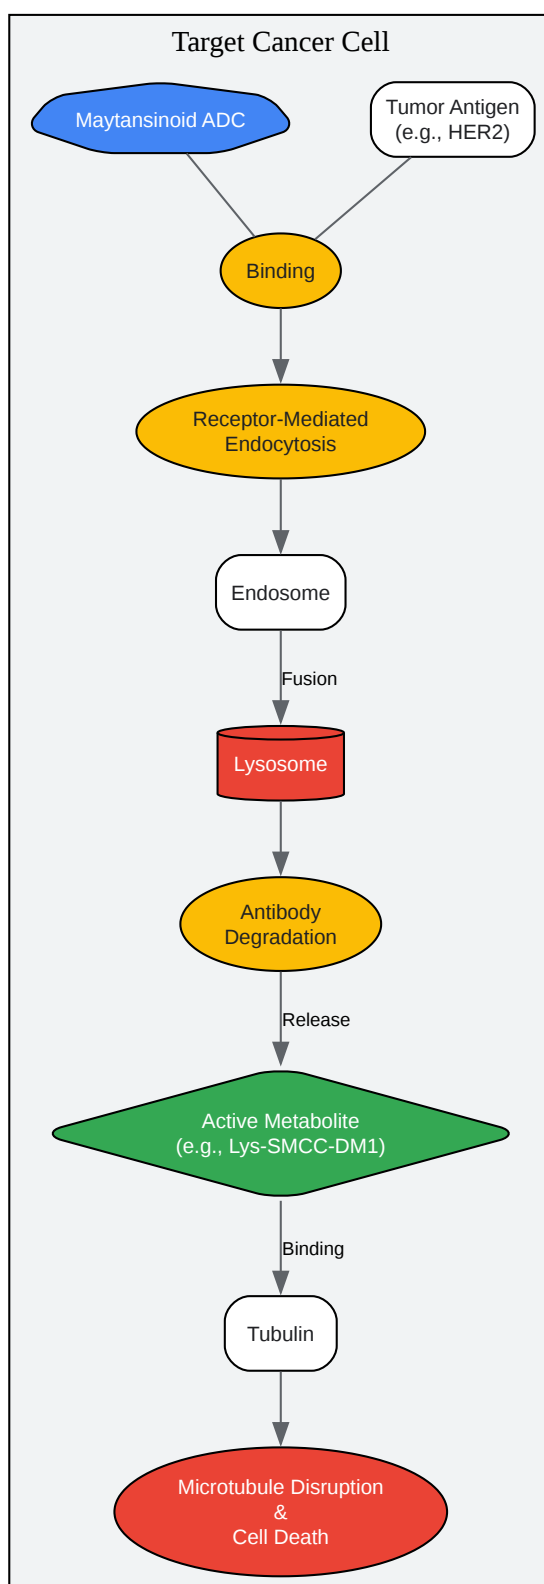 Target Cancer Cell
Maytansinoid ADC
Tumor Antigen
(e.g., HER2)
Binding
Receptor-Mediated
Endocytosis
Endosome
Fusion
Lysosome
Antibody
Degradation
Release
Active Metabolite
(e.g., Lys-SMCC-DM1)
Binding
Tubulin
Microtubule Disruption
&
Cell Death